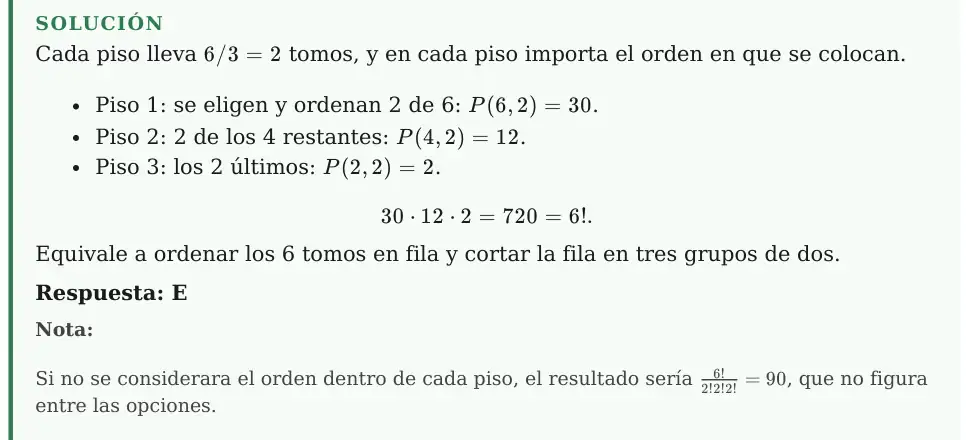 SOLUCIÓN
Cada piso lleva 6/3 = 2 tomos, y en cada piso importa el orden en que se colocan.
• Piso 1: se eligen y ordenan 2 de 6: P(6, 2) = 30.
• Piso 2: 2 de los 4 restantes: P(4, 2) = 12.
• Piso 3: los 2 últimos: P(2, 2) = 2.
30 · 12 · 2 = 720 = 6!.
Equivale a ordenar los 6 tomos en fila y cortar la fila en tres grupos de dos.
Respuesta: E
Nota:
Si no se considerara el orden dentro de cada piso, el resultado sería \frac{6!}{2!2!2!} = 90, que no figura
entre las opciones.